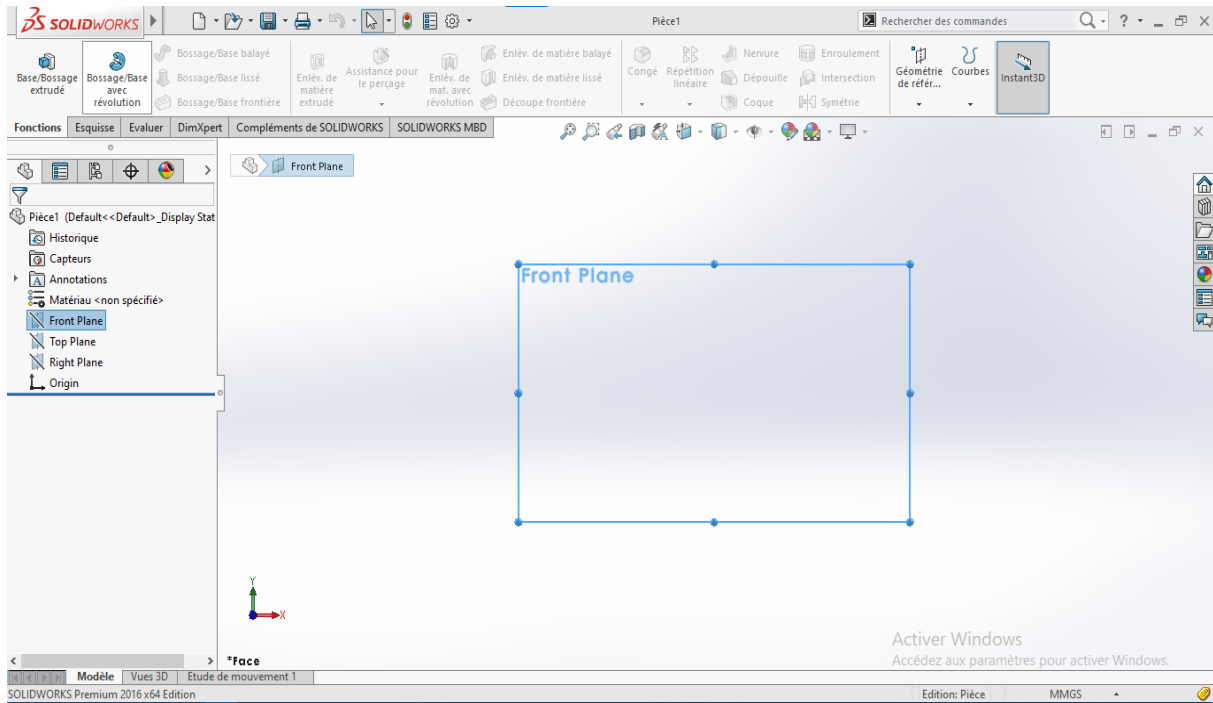 SOLIDWORKS
Pièce1
Rechercher des commandes
?
Base/Bossage extrudé
Bossage/Base avec révolution
Bossage/Base balayé
Bossage/Base lissé
Bossage/Base frontière
Enlèv. de matière extrudé
Assistance pour le perçage
Enlèv. de mat. avec révolution
Enlèv. de matière balayé
Enlèv. de matière lissé
Découpe frontière
Congé
Répétition linéaire
Nervure
Dépouille
Coque
Enroulement
Intersection
Symétrie
Géométrie de référ...
Courbes
Instant3D
Fonctions Esquisse Evaluer DimXpert Compléments de SOLIDWORKS SOLIDWORKS MBD
Front Plane
Pièce1 (Default<<Default>_Display Stat
Historique
Capteurs
Annotations
Matériau <non spécifié>
Front Plane
Top Plane
Right Plane
Origin
Front Plane
Y
X
*Face
Activer Windows
Accédez aux paramètres pour activer Windows.
Modèle Vues 3D Etude de mouvement 1
SOLIDWORKS Premium 2016 x64 Edition
Edition: Pièce
MMGS